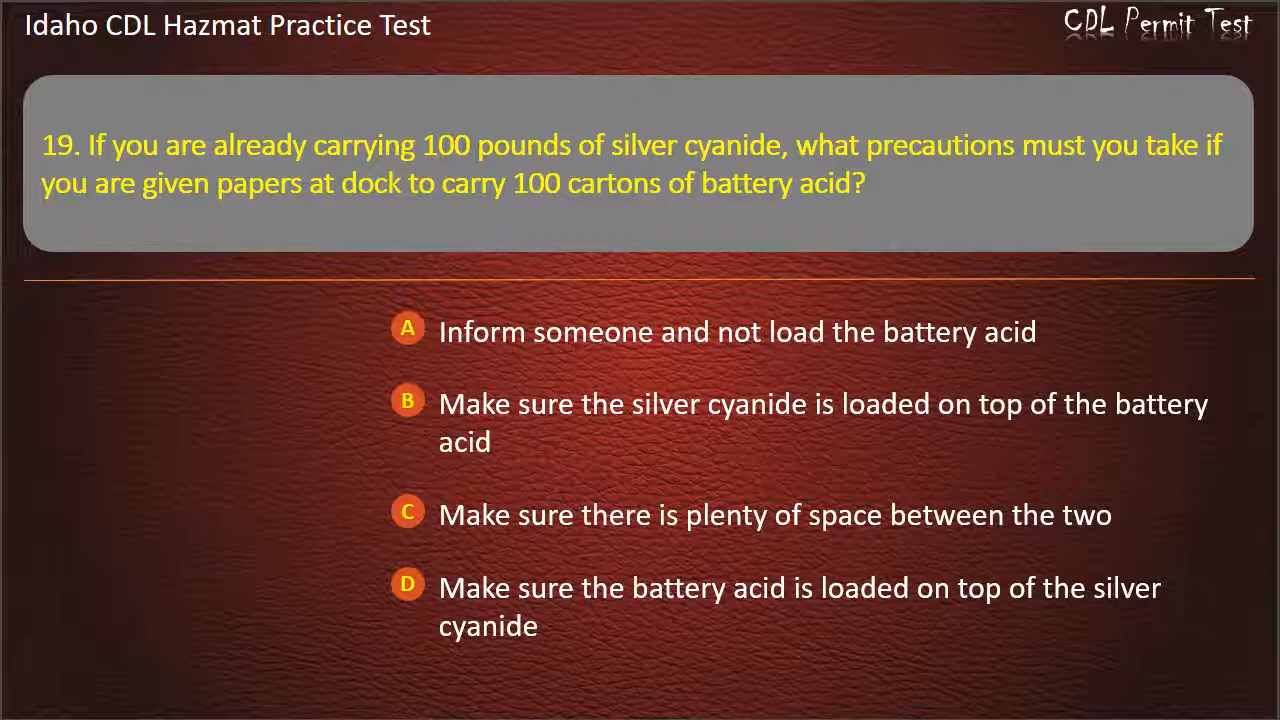 Idaho CDL Hazmat Practice Test
CDL Permit Test
19. If you are already carrying 100 pounds of silver cyanide, what precautions must you take if
you are given papers at dock to carry 100 cartons of battery acid?
A Inform someone and not load the battery acid
B Make sure the silver cyanide is loaded on top of the battery
acid
C Make sure there is plenty of space between the two
D Make sure the battery acid is loaded on top of the silver
cyanide